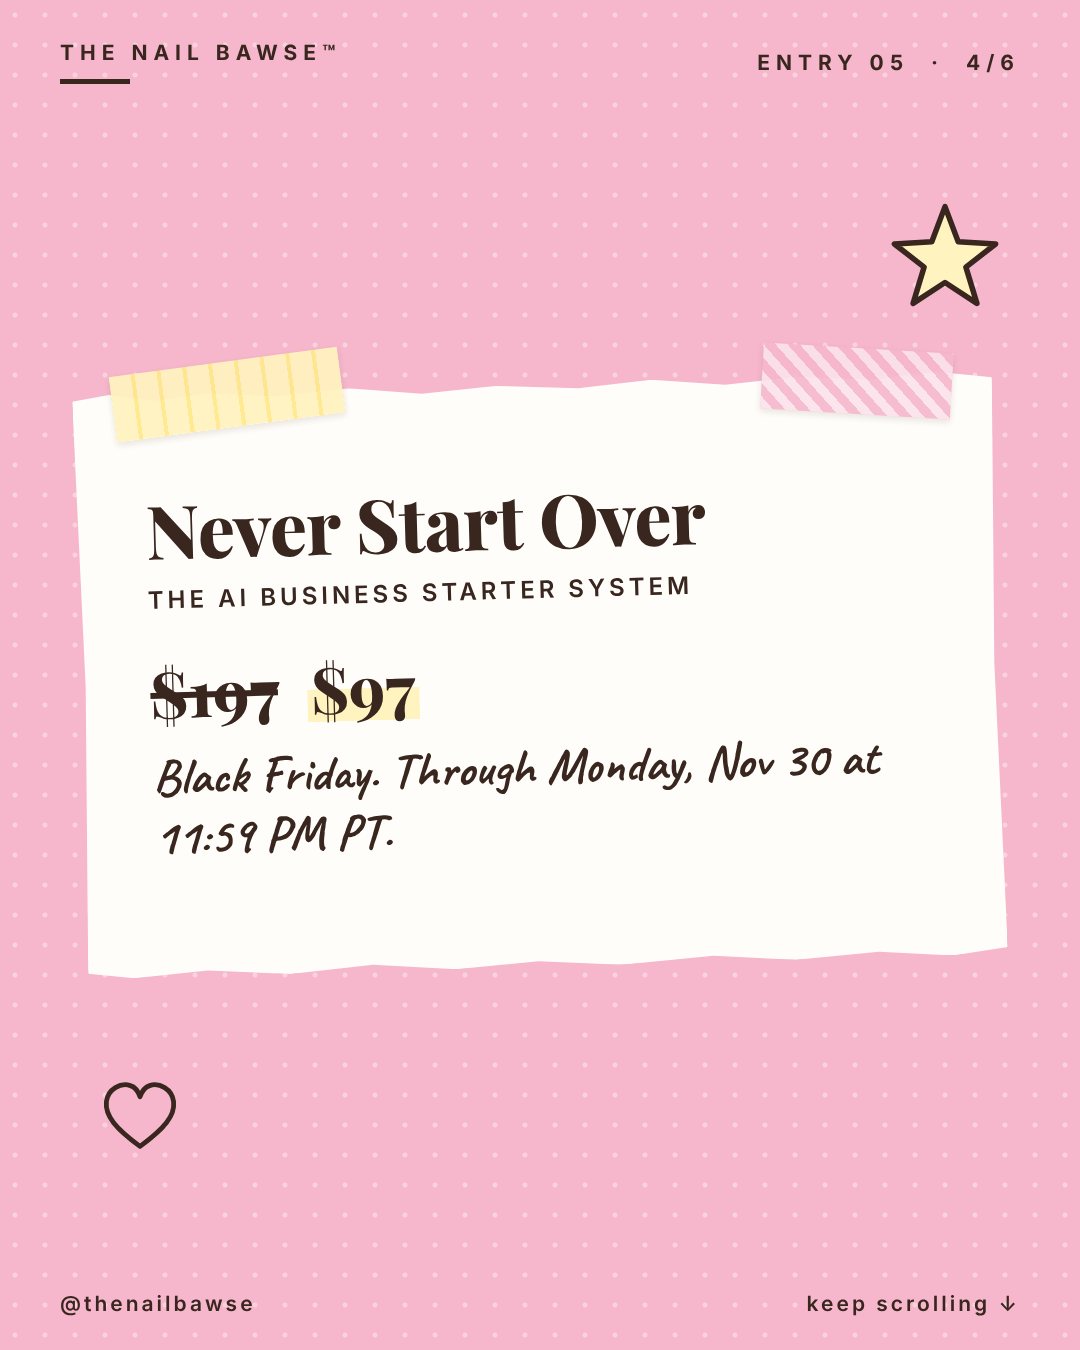 THE NAIL BAWSE™
ENTRY 05 · 4/6
Never Start Over
THE AI BUSINESS STARTER SYSTEM
$197 $97
Black Friday. Through Monday, Nov 30 at
11:59 PM PT.
@thenailbawse
keep scrolling ↓